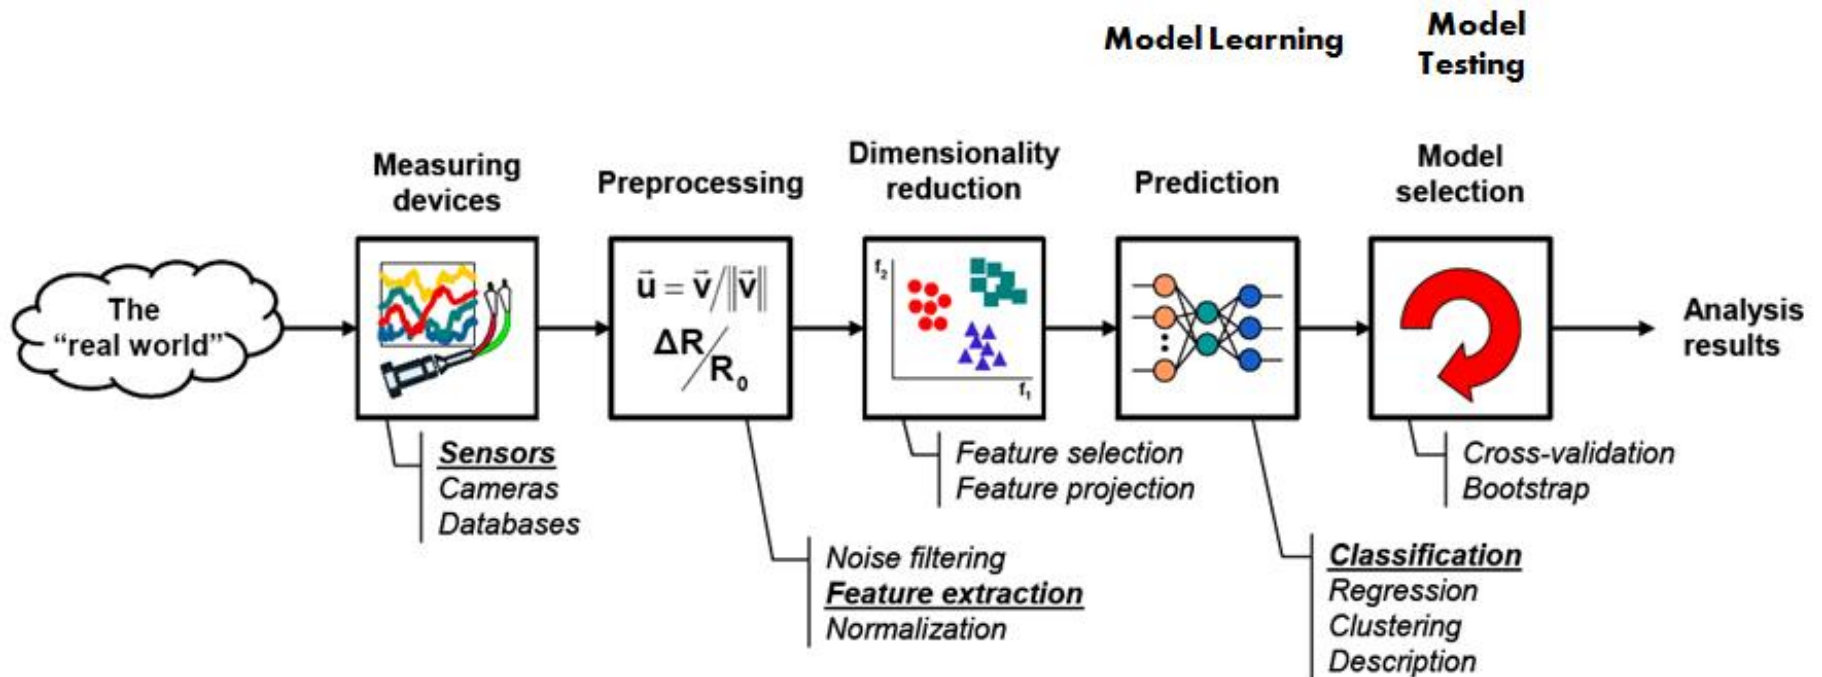 Model Learning
Model
Testing
Measuring
devices
Preprocessing
Dimensionality
reduction
Prediction
Model
selection
The
“real world”
u⃗ = v⃗/‖v⃗‖
ΔR/R₀
f₂
f₁
Analysis
results
Sensors
Cameras
Databases
Noise filtering
Feature extraction
Normalization
Feature selection
Feature projection
Classification
Regression
Clustering
Description
Cross-validation
Bootstrap